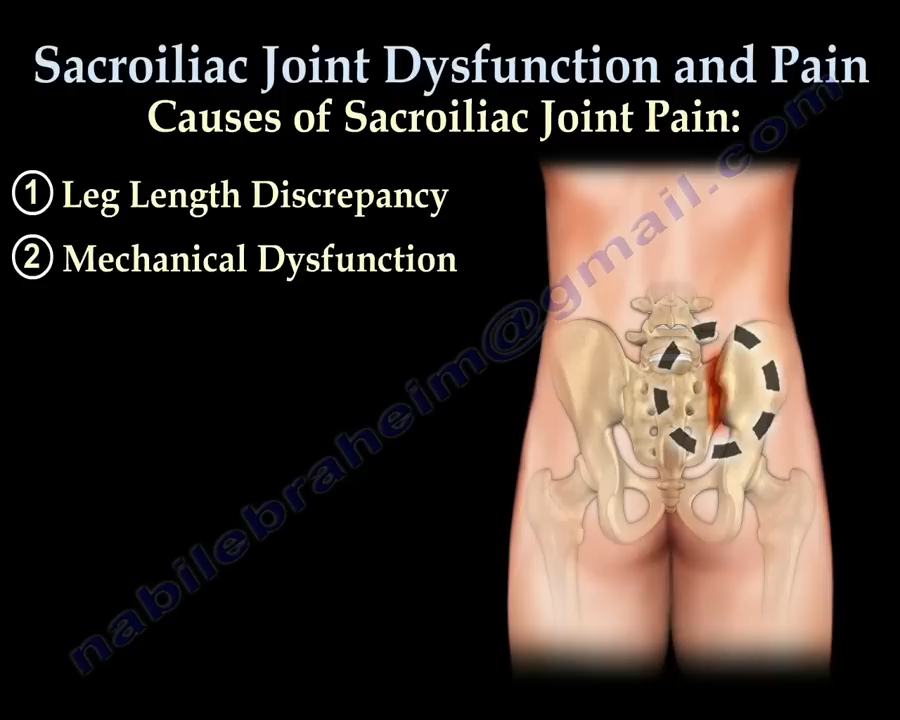 Sacroiliac Joint Dysfunction and Pain
Causes of Sacroiliac Joint Pain:
1 Leg Length Discrepancy
2 Mechanical Dysfunction
nabilebraheim@gmail.com